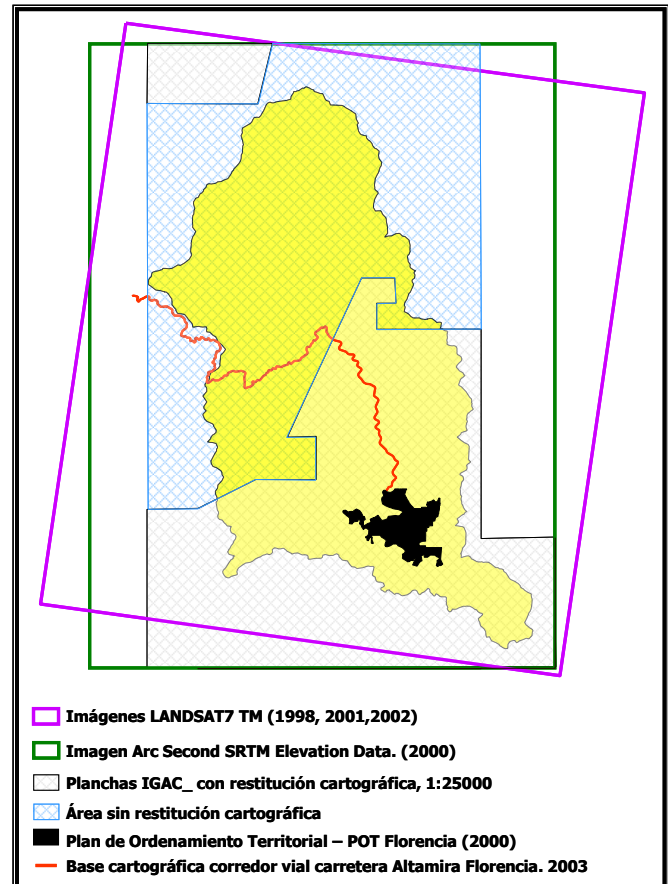 Imágenes LANDSAT7 TM (1998, 2001,2002)
Imagen Arc Second SRTM Elevation Data. (2000)
Planchas IGAC_ con restitución cartográfica, 1:25000
Área sin restitución cartográfica
Plan de Ordenamiento Territorial – POT Florencia (2000)
Base cartográfica corredor vial carretera Altamira Florencia. 2003